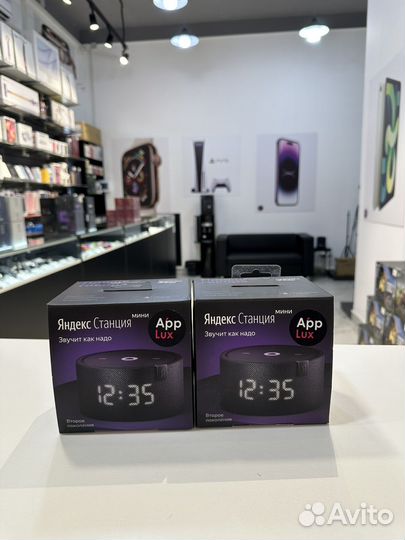 Яндекс Станция мини
Звучит как надо
App
Lux
12:35
Второе
поколение
Яндекс Станция мини
Звучит как надо
App
Lux
12:35
Второе
поколение
Avito